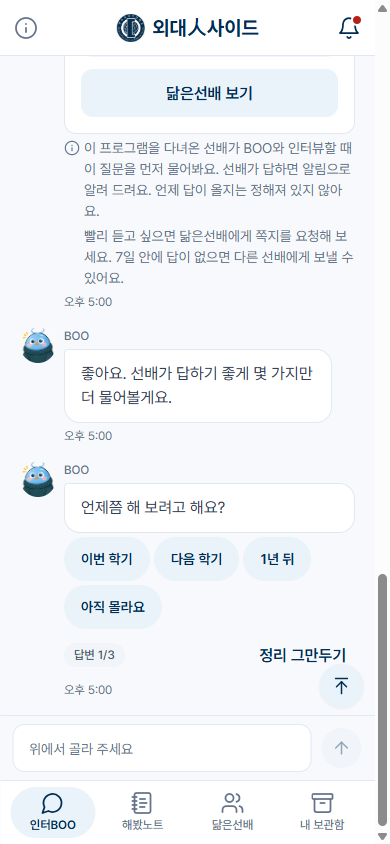 외대人사이드
닮은선배 보기
이 프로그램을 다녀온 선배가 BOO와 인터뷰할 때
이 질문을 먼저 물어봐요. 선배가 답하면 알림으로
알려 드려요. 언제 답이 올지는 정해져 있지 않아
요.
빨리 듣고 싶으면 닮은선배에게 쪽지를 요청해 보
세요. 7일 안에 답이 없으면 다른 선배에게 보낼 수
있어요.
오후 5:00
BOO
좋아요. 선배가 답하기 좋게 몇 가지만
더 물어볼게요.
오후 5:00
BOO
언제쯤 해 보려고 해요?
이번 학기
다음 학기
1년 뒤
아직 몰라요
답변 1/3
정리 그만두기
오후 5:00
위에서 골라 주세요
인터BOO
해봤노트
닮은선배
내 보관함